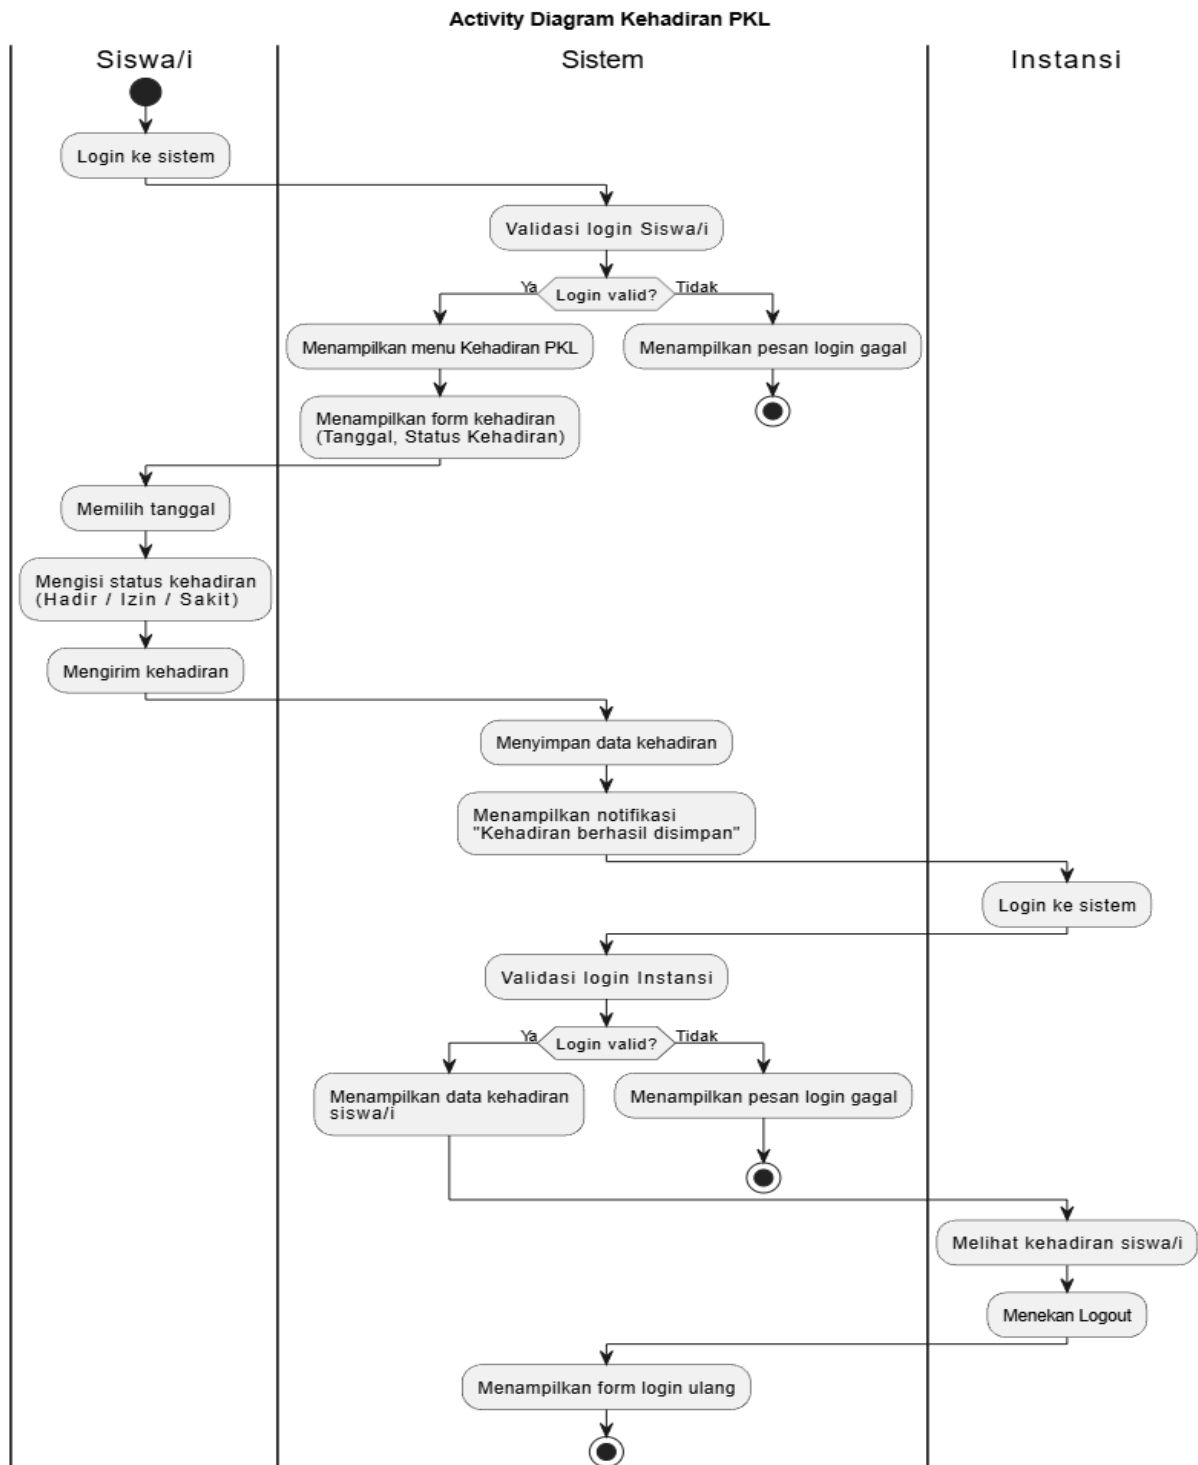 Activity Diagram Kehadiran PKL
Siswa/i
Sistem
Instansi
Login ke sistem
Validasi login Siswa/i
Ya
Login valid?
Tidak
Menampilkan menu Kehadiran PKL
Menampilkan pesan login gagal
Menampilkan form kehadiran
(Tanggal, Status Kehadiran)
Memilih tanggal
Mengisi status kehadiran
(Hadir / Izin / Sakit)
Mengirim kehadiran
Menyimpan data kehadiran
Menampilkan notifikasi
"Kehadiran berhasil disimpan"
Login ke sistem
Validasi login Instansi
Ya
Login valid?
Tidak
Menampilkan data kehadiran
siswa/i
Menampilkan pesan login gagal
Melihat kehadiran siswa/i
Menekan Logout
Menampilkan form login ulang